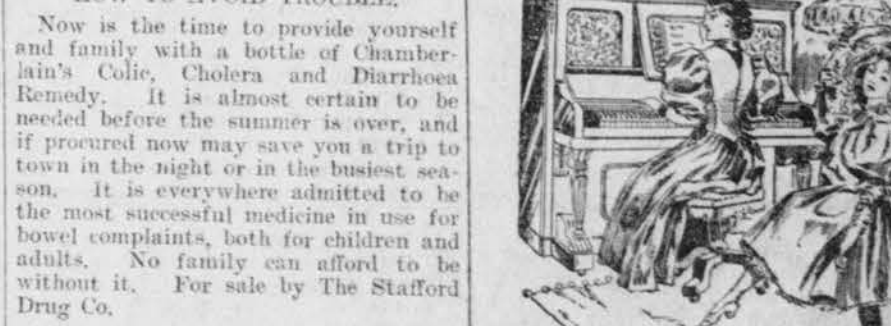 HOW TO AVOID TROUBLE.
Now is the time to provide yourself
and family with a bottle of Chamber-
lain's Colic, Cholera and Diarrhoea
Remedy. It is almost certain to be
needed before the summer is over, and
if procured now may save you a trip to
town in the night or in the busiest sea-
son. It is everywhere admitted to be
the most successful medicine in use for
bowel complaints, both for children and
adults. No family can afford to be
without it. For sale by The Stafford
Drug Co.